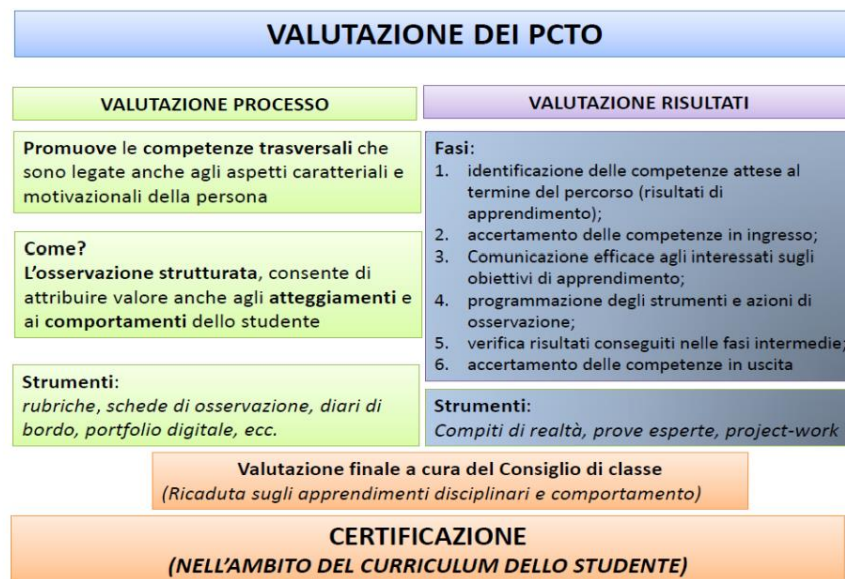 VALUTAZIONE DEI PCTO
VALUTAZIONE PROCESSO
Promuove le competenze trasversali che
sono legate anche agli aspetti caratteriali e
motivazionali della persona
Come?
L'osservazione strutturata, consente di
attribuire valore anche agli atteggiamenti e
ai comportamenti dello studente
Strumenti:
rubriche, schede di osservazione, diari di
bordo, portfolio digitale, ecc.
VALUTAZIONE RISULTATI
Fasi:
1. identificazione delle competenze attese al
termine del percorso (risultati di
apprendimento);
2. accertamento delle competenze in ingresso;
3. Comunicazione efficace agli interessati sugli
obiettivi di apprendimento;
4. programmazione degli strumenti e azioni di
osservazione;
5. verifica risultati conseguiti nelle fasi intermedie;
6. accertamento delle competenze in uscita
Strumenti:
Compiti di realtà, prove esperte, project-work
Valutazione finale a cura del Consiglio di classe
(Ricaduta sugli apprendimenti disciplinari e comportamento)
CERTIFICAZIONE
(NELL'AMBITO DEL CURRICULUM DELLO STUDENTE)